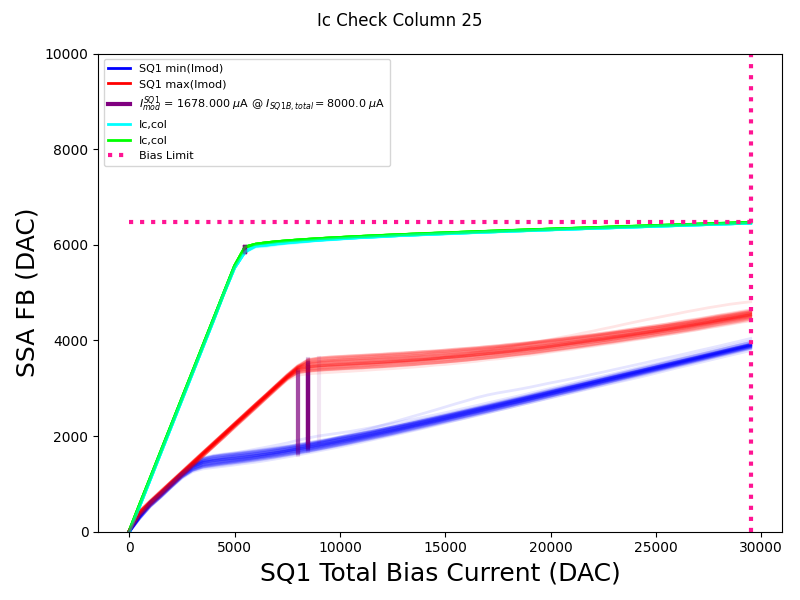 Ic Check Column 25
10000
8000
6000
4000
2000
0
SSA FB (DAC)
SQ1 min(Imod)
SQ1 max(Imod)
I_{mod}^{SQ1} = 1678.000 μA @ I_{SQ1B, total} = 8000.0 μA
Ic,col
Ic,col
Bias Limit
0 5000 10000 15000 20000 25000 30000
SQ1 Total Bias Current (DAC)